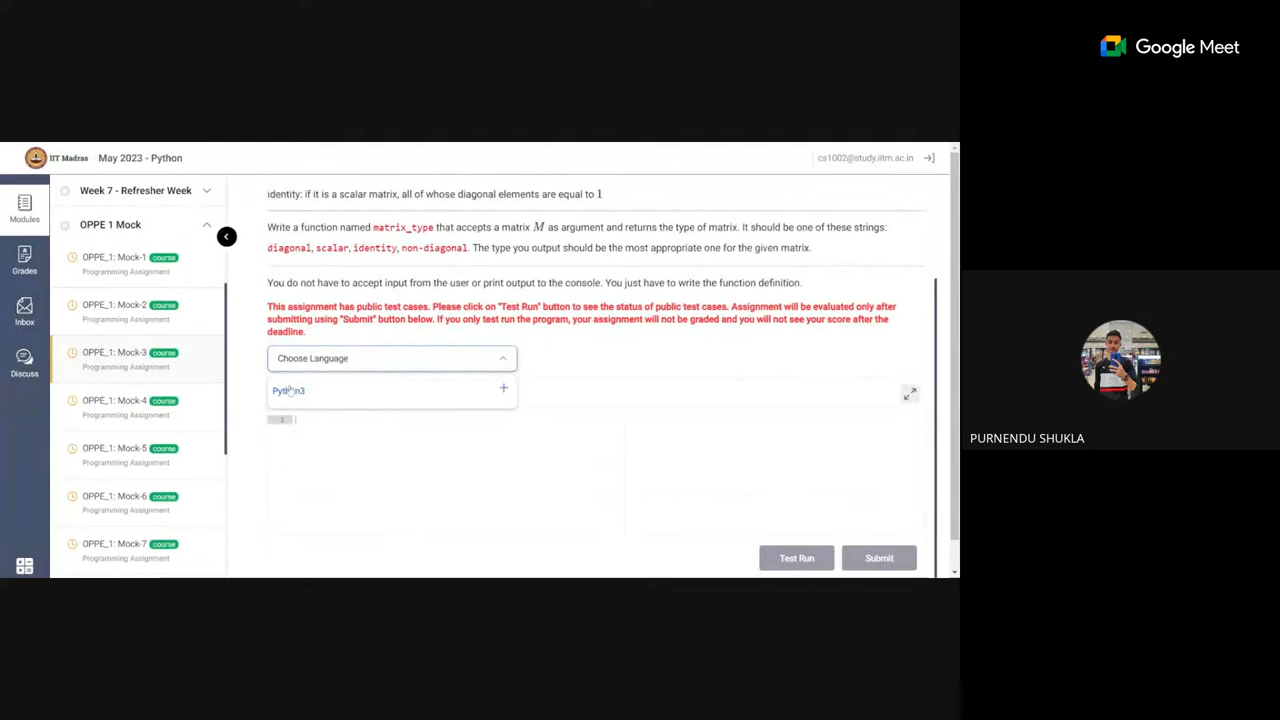 Google Meet
IIT Madras
May 2023 - Python
cs1002@study.iitm.ac.in
Modules
Grades
Inbox
Discuss
Week 7 - Refresher Week
OPPE 1 Mock
OPPE_1: Mock-1 course
Programming Assignment
OPPE_1: Mock-2 course
Programming Assignment
OPPE_1: Mock-3 course
Programming Assignment
OPPE_1: Mock-4 course
Programming Assignment
OPPE_1: Mock-5 course
Programming Assignment
OPPE_1: Mock-6 course
Programming Assignment
OPPE_1: Mock-7 course
Programming Assignment
identity: if it is a scalar matrix, all of whose diagonal elements are equal to 1
Write a function named matrix_type that accepts a matrix M as argument and returns the type of matrix. It should be one of these strings:
diagonal, scalar, identity, non-diagonal. The type you output should be the most appropriate one for the given matrix.
You do not have to accept input from the user or print output to the console. You just have to write the function definition.
This assignment has public test cases. Please click on "Test Run" button to see the status of public test cases. Assignment will be evaluated only after
submitting using "Submit" button below. If you only test run the program, your assignment will not be graded and you will not see your score after the
deadline.
Choose Language
Python3
1
Test Run
Submit
PURNENDU SHUKLA